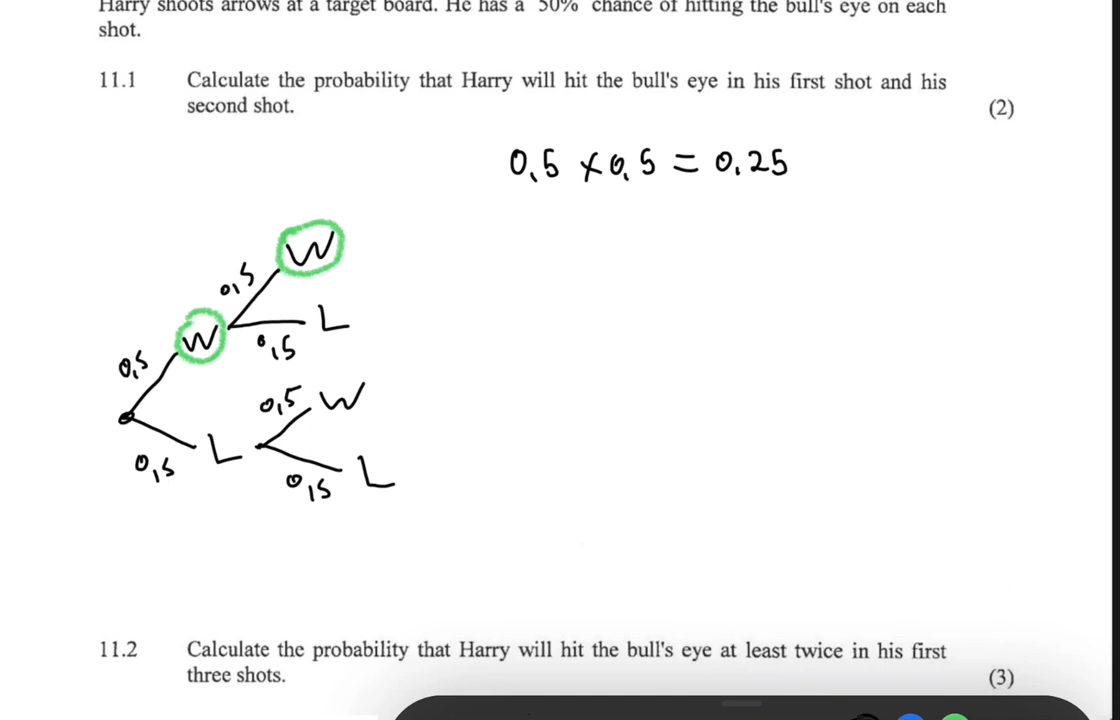 Harry shoots arrows at a target board. He has a 50% chance of hitting the bull's eye on each
shot.
11.1 Calculate the probability that Harry will hit the bull's eye in his first shot and his
second shot.
(2)
0,5 × 0,5 = 0,25
W
0,5
L
W
0,5
0,5
0,5 W
L
0,5
L
0,5
11.2 Calculate the probability that Harry will hit the bull's eye at least twice in his first
three shots.
(3)